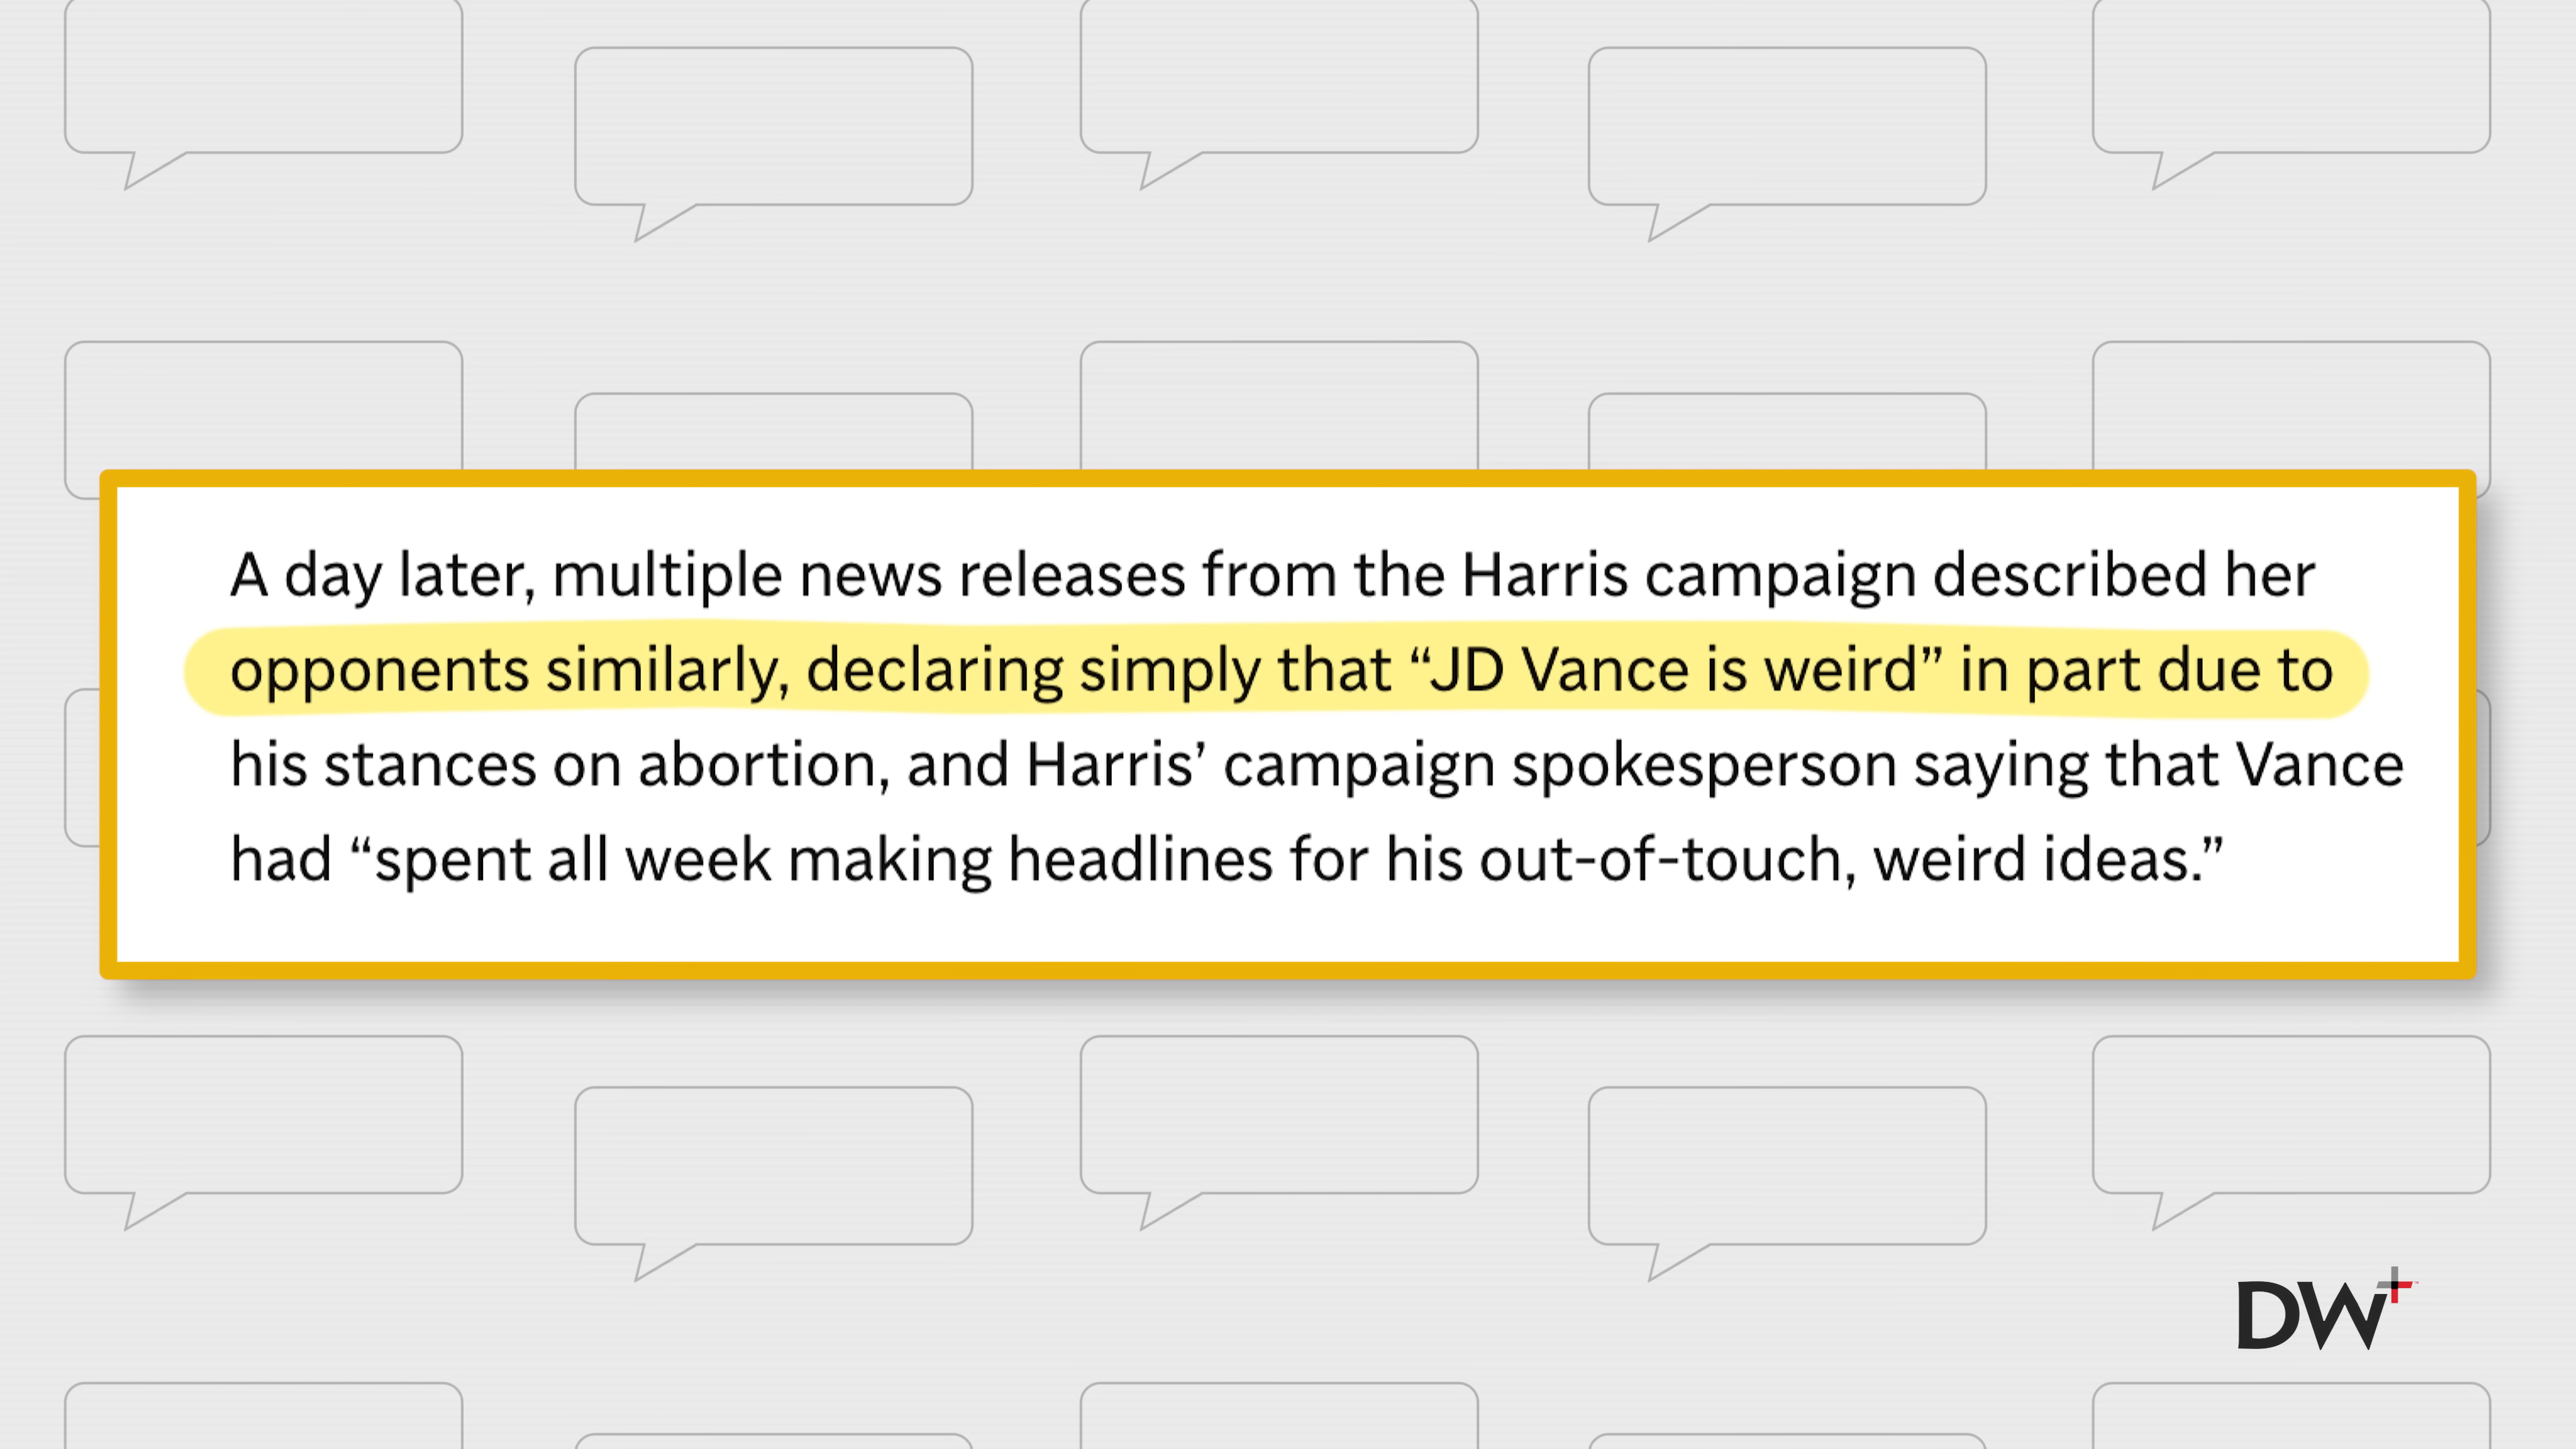 A day later, multiple news releases from the Harris campaign described her
opponents similarly, declaring simply that “JD Vance is weird” in part due to
his stances on abortion, and Harris’ campaign spokesperson saying that Vance
had “spent all week making headlines for his out-of-touch, weird ideas.”
DW+